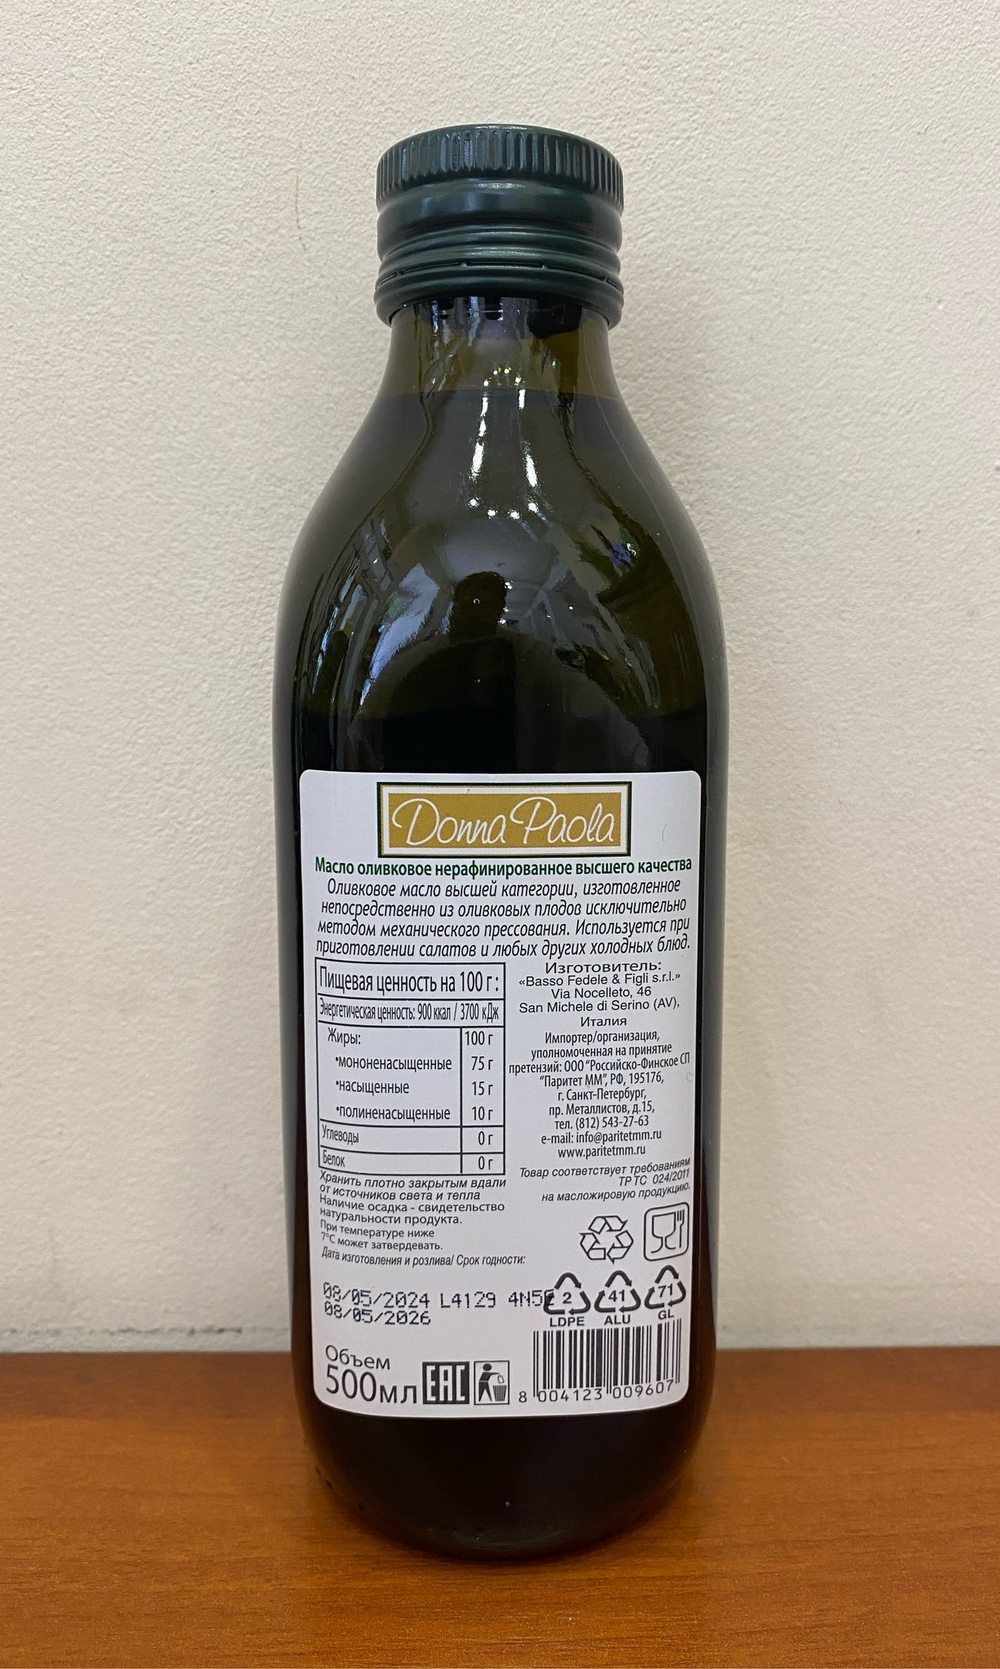 Donna Paola
Масло оливковое нерафинированное высшего качества
Оливковое масло высшей категории, изготовленное
непосредственно из оливковых плодов исключительно
методом механического прессования. Используется при
приготовлении салатов и любых других холодных блюд.
Пищевая ценность на 100 г :
Энергетическая ценность: 900 ккал / 3700 кДж
Жиры: 100 г
•мононенасыщенные 75 г
•насыщенные 15 г
•полиненасыщенные 10 г
Углеводы 0 г
Белок 0 г
Хранить плотно закрытым вдали
от источников света и тепла
Наличие осадка - свидетельство
натуральности продукта.
При температуре ниже
7°С может затвердевать.
Дата изготовления и розлива/ Срок годности:
08/05/2024 L4129
08/05/2026
Объем
500мл
EAC
Изготовитель:
«Basso Fedele & Figli s.r.l.»
Via Nocelleto, 46
San Michele di Serino (AV),
Италия
Импортер/организация,
уполномоченная на принятие
претензий: ООО "Российско-Финское СП
"Паритет ММ", РФ, 195176,
г. Санкт-Петербург,
пр. Металлистов, д.15,
тел. (812) 543-27-63
e-mail: info@paritetmm.ru
www.paritetmm.ru
Товар соответствует требованиям
ТР ТС 024/2011
на масложировую продукцию.
2 41 71
LDPE ALU GL
8 004123 009607